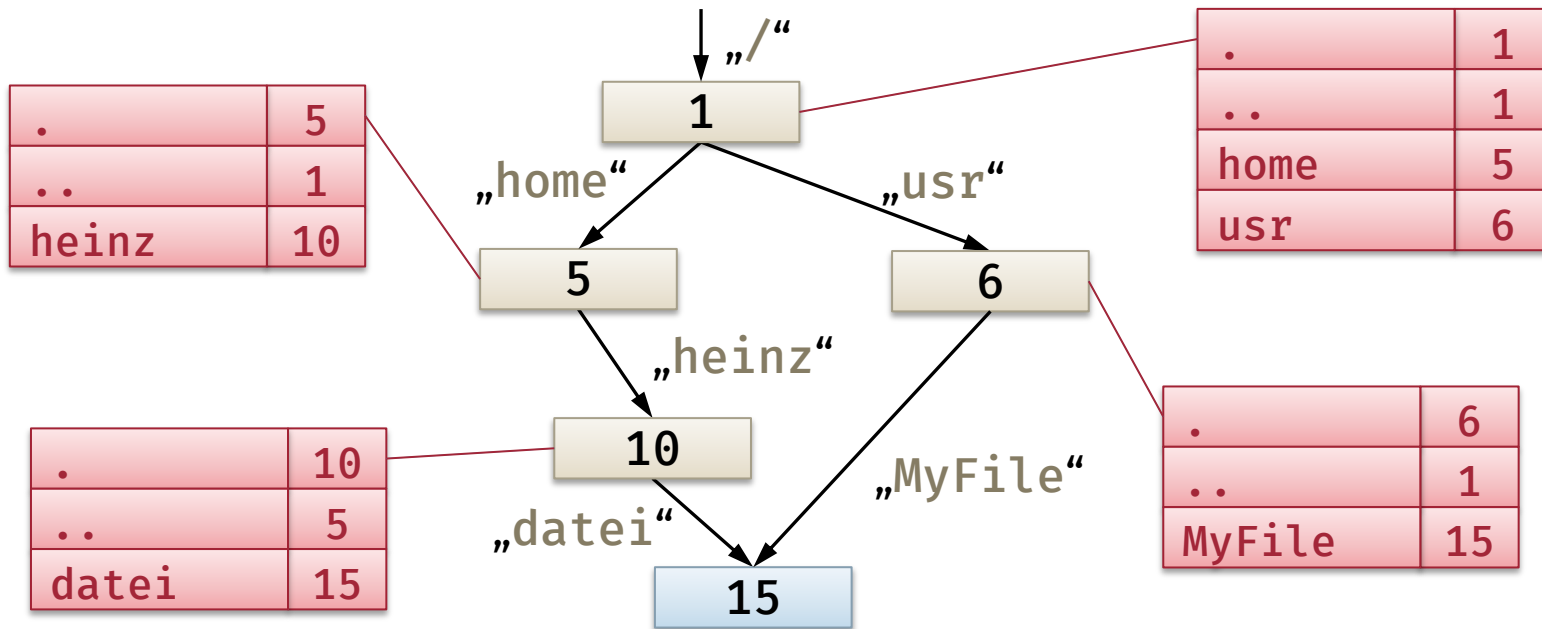 „/“
1
. 5
.. 1
heinz 10
. 1
.. 1
home 5
usr 6
„home“
„usr“
5
6
„heinz“
10
. 10
.. 5
datei 15
„datei“
„MyFile“
. 6
.. 1
MyFile 15
15